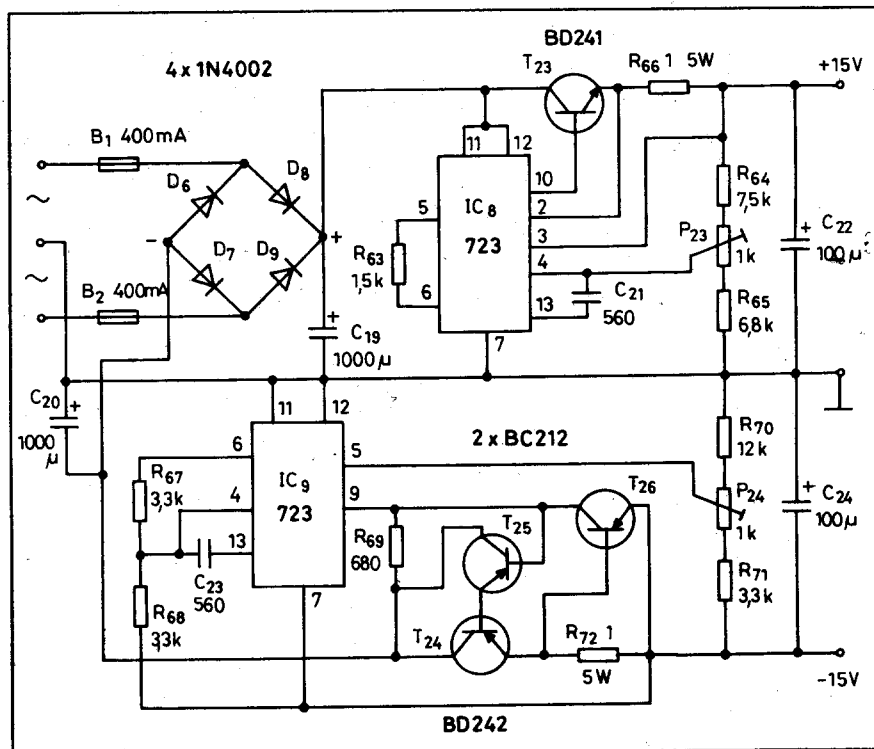 BD241
4 x 1N4002
T23
R66 1 5W
+15V
B1 400mA
11
12
D6
D8
10
IC8
723
2
3
4
13
5
6
7
R63
1,5k
R64
7,5k
P23
1k
R65
6,8k
C22
100µ
+
∼
∼
-
+
D7
D9
B2 400mA
C21
560
+
C19
1000µ
C20
+
1000
µ
11
12
2 x BC212
6
4
13
5
9
7
IC9
723
R67
3,3k
C23
560
R68
33k
R69
680
T25
T26
T24
R72 1
5W
R70
12k
P24
1k
R71
3,3k
C24
100µ
+
-15V
BD242